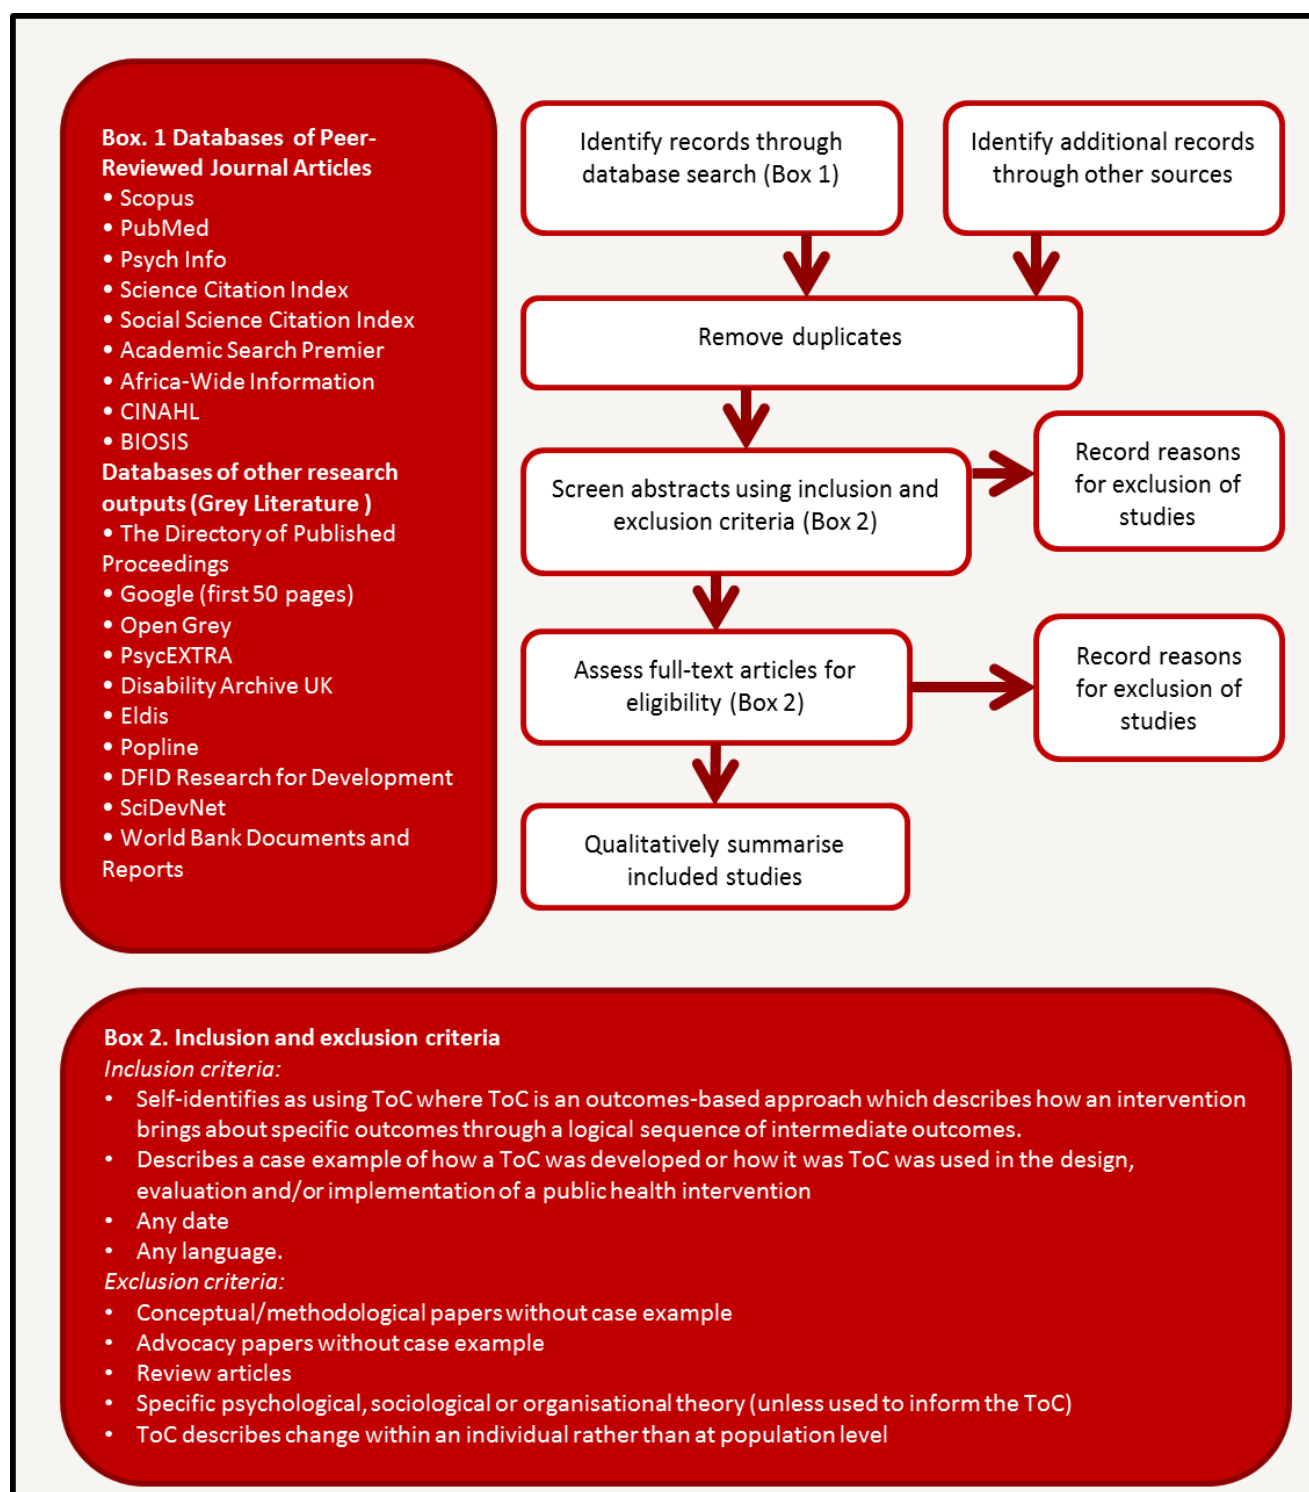 Box. 1 Databases of Peer-
Reviewed Journal Articles
• Scopus
• PubMed
• Psych Info
• Science Citation Index
• Social Science Citation Index
• Academic Search Premier
• Africa-Wide Information
• CINAHL
• BIOSIS
Databases of other research
outputs (Grey Literature )
• The Directory of Published
Proceedings
• Google (first 50 pages)
• Open Grey
• PsycEXTRA
• Disability Archive UK
• Eldis
• Popline
• DFID Research for Development
• SciDevNet
• World Bank Documents and
Reports
Identify records through
database search (Box 1)
Identify additional records
through other sources
Remove duplicates
Screen abstracts using inclusion and
exclusion criteria (Box 2)
Record reasons
for exclusion of
studies
Assess full-text articles for
eligibility (Box 2)
Record reasons
for exclusion of
studies
Qualitatively summarise
included studies
Box 2. Inclusion and exclusion criteria
Inclusion criteria:
• Self-identifies as using ToC where ToC is an outcomes-based approach which describes how an intervention
brings about specific outcomes through a logical sequence of intermediate outcomes.
• Describes a case example of how a ToC was developed or how it was ToC was used in the design,
evaluation and/or implementation of a public health intervention
• Any date
• Any language.
Exclusion criteria:
• Conceptual/methodological papers without case example
• Advocacy papers without case example
• Review articles
• Specific psychological, sociological or organisational theory (unless used to inform the ToC)
• ToC describes change within an individual rather than at population level